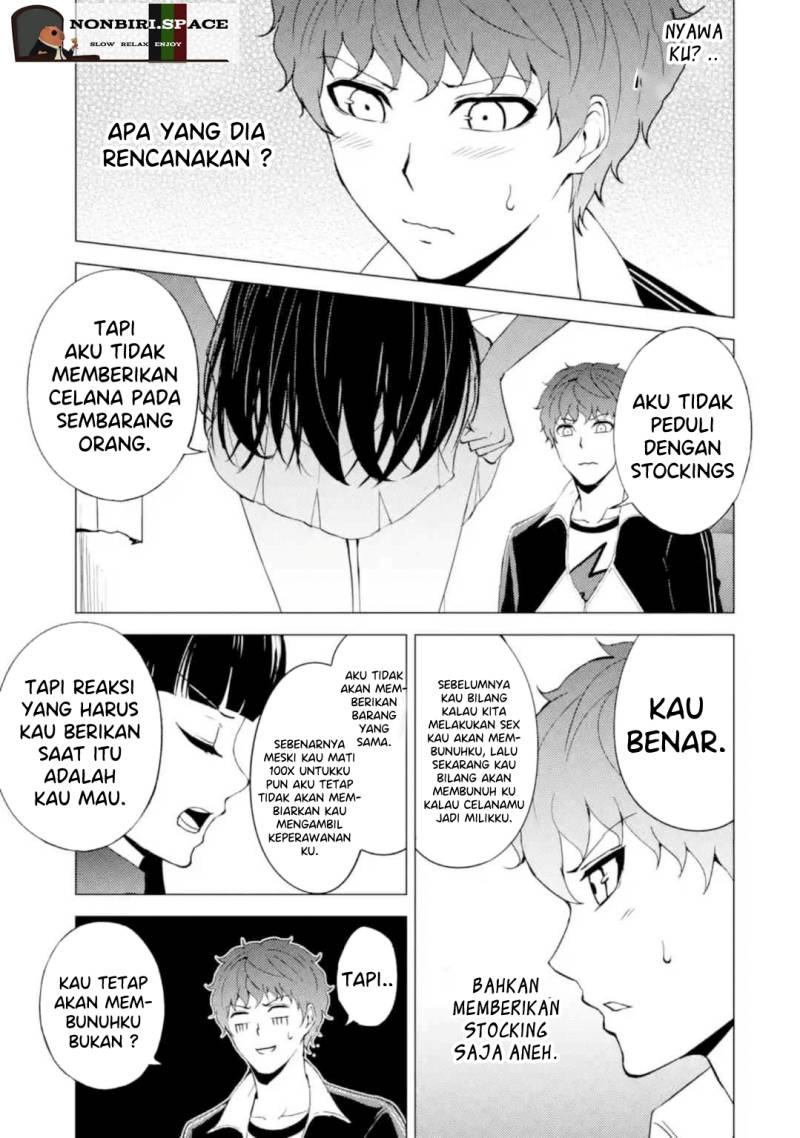 NONBIRI.SPACE
SLOW RELAX ENJOY
NYAWA
KU? ..
APA YANG DIA
RENCANAKAN ?
AKU TIDAK
PEDULI
DENGAN
STOCKINGS
TAPI
AKU TIDAK
MEMBERIKAN
CELANA PADA
SEMBARANG
ORANG.
KAU
BENAR.
SEBELUMNYA
KAU BILANG
KALAU KITA
MELAKUKAN SEX
KAU AKAN MEM-
BUNUHKU, LALU
SEKARANG KAU
BILANG AKAN
MEMBUNUH KU
KALAU CELANAMU
JADI MILIKKU.
BAHKAN
MEMBERIKAN
STOCKING
SAJA ANEH.
AKU TIDAK
AKAN MEM-
BERIKAN
BARANG
YANG
SAMA.
SEBENARNYA
MESKI KAU MATI
100X UNTUKKU
PUN AKU TETAP
TIDAK AKAN MEM-
BIARKAN KAU
MENGAMBIL
KEPERAWANAN
KU.
TAPI REAKSI
YANG HARUS
KAU BERIKAN
SAAT ITU
ADALAH
KAU MAU.
TAPI..
KAU TETAP
AKAN MEM-
BUNUHKU
BUKAN ?